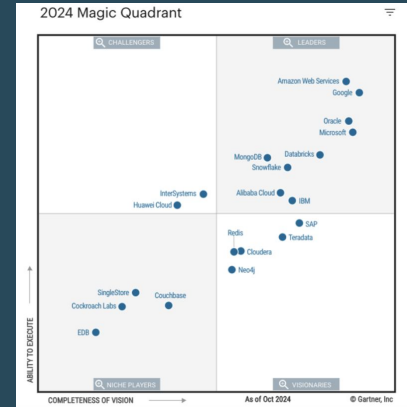 2024 Magic Quadrant
CHALLENGERS
LEADERS
Amazon Web Services
Google
Oracle
Microsoft
MongoDB
Databricks
Snowflake
InterSystems
Alibaba Cloud
Huawei Cloud
IBM
SAP
Redis
Teradata
Cloudera
Neo4j
SingleStore
Couchbase
Cockroach Labs
EDB
NICHE PLAYERS
VISIONARIES
ABILITY TO EXECUTE
COMPLETENESS OF VISION
As of Oct 2024
© Gartner, Inc